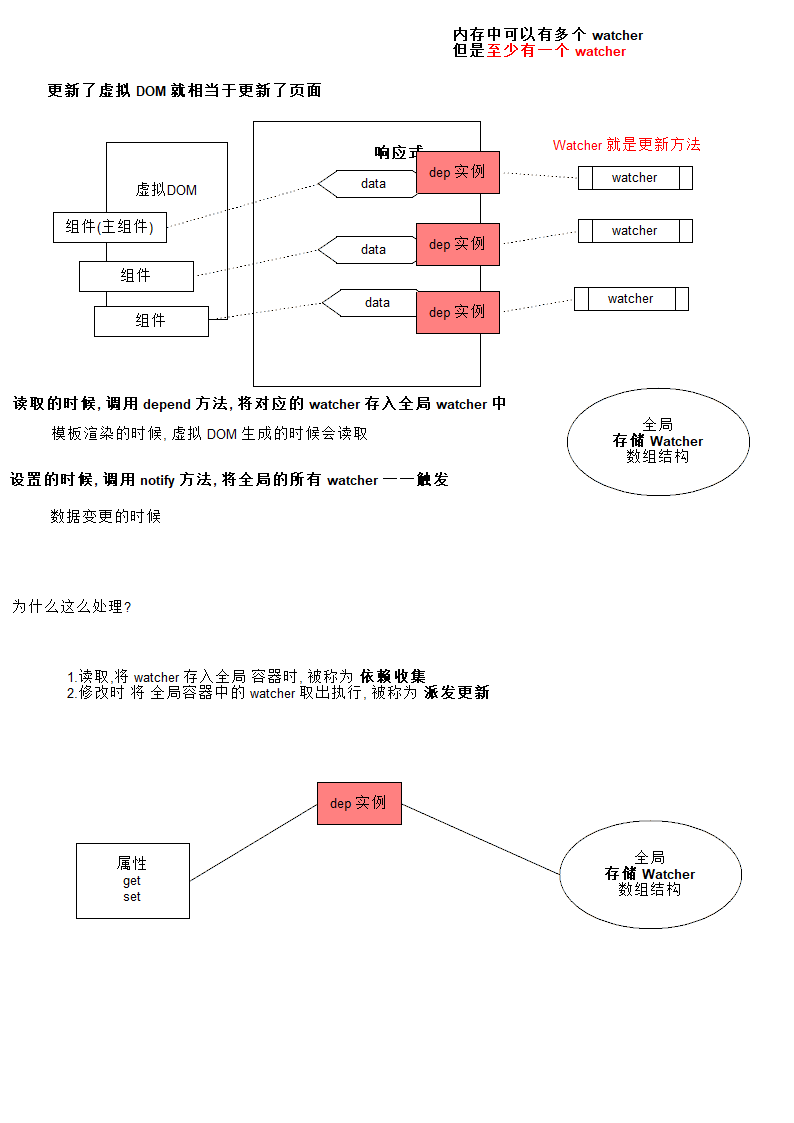 内存中可以有多个 watcher
但是至少有一个 watcher
更新了虚拟 DOM 就相当于更新了页面
响应式
Watcher 就是更新方法
虚拟DOM
data
dep 实例
watcher
组件(主组件)
data
dep 实例
watcher
组件
data
dep 实例
watcher
组件
读取的时候, 调用 depend 方法, 将对应的 watcher 存入全局 watcher 中
模板渲染的时候, 虚拟 DOM 生成的时候会读取
全局
存储 Watcher
数组结构
设置的时候, 调用 notify 方法, 将全局的所有 watcher 一一触发
数据变更的时候
为什么这么处理?
1.读取,将 watcher 存入全局 容器时, 被称为 依赖收集
2.修改时 将 全局容器中的 watcher 取出执行, 被称为 派发更新
dep 实例
属性
get
set
全局
存储 Watcher
数组结构